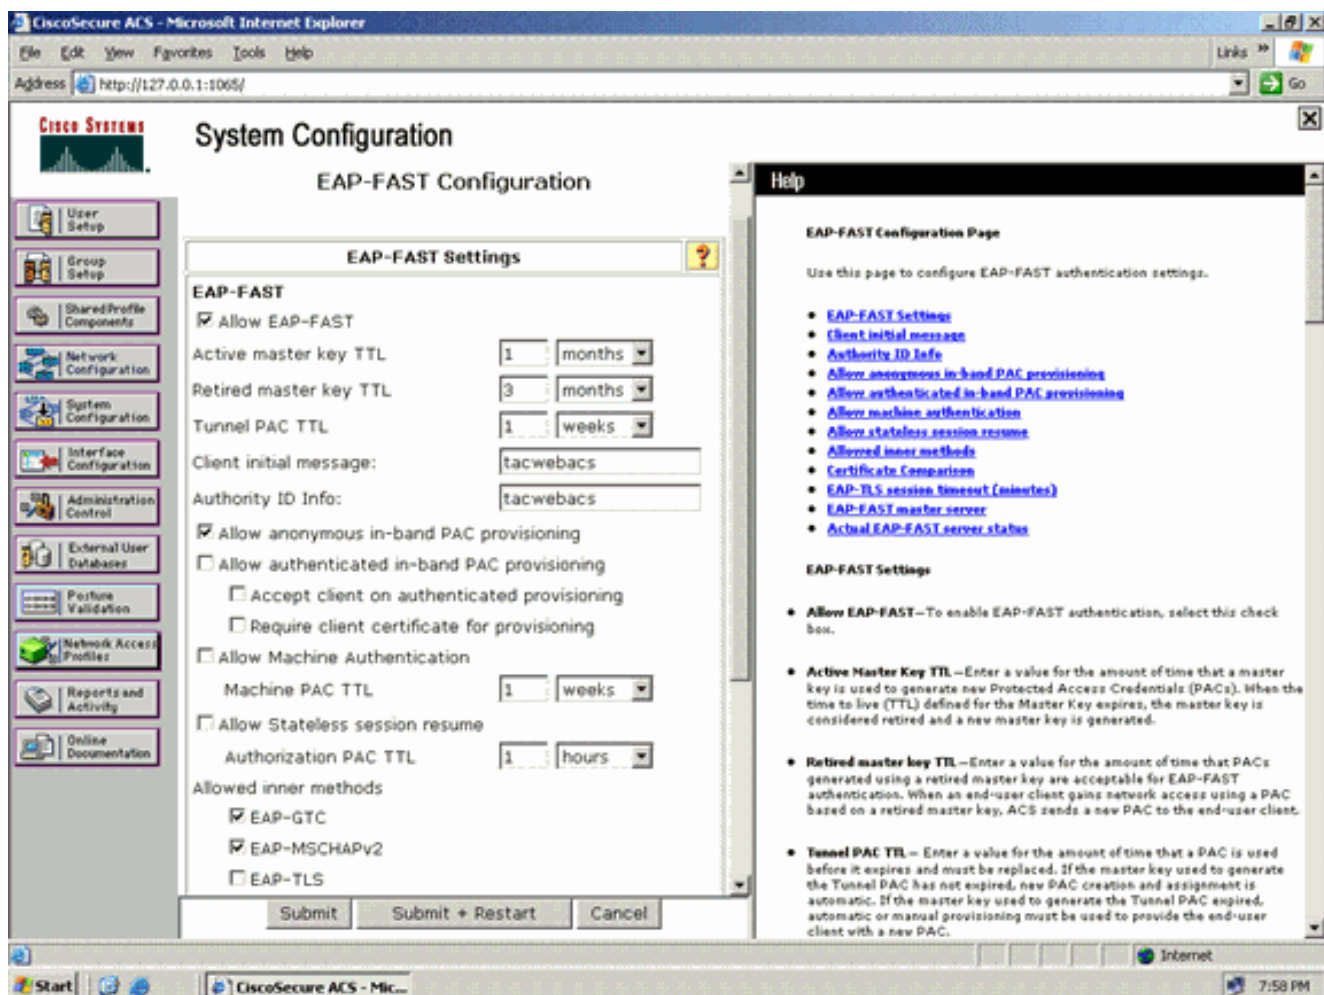 CiscoSecure ACS - Microsoft Internet Explorer
File Edit View Favorites Tools Help
Links »
Address http://127.0.0.1:1065/
Go
CISCO SYSTEMS
System Configuration
EAP-FAST Configuration
User Setup
Group Setup
Shared Profile Components
Network Configuration
System Configuration
Interface Configuration
Administration Control
External User Databases
Posture Validation
Network Access Profiles
Reports and Activity
Online Documentation
EAP-FAST Settings
?
EAP-FAST
Allow EAP-FAST
Active master key TTL 1 months
Retired master key TTL 3 months
Tunnel PAC TTL 1 weeks
Client initial message: tacwebacs
Authority ID Info: tacwebacs
Allow anonymous in-band PAC provisioning
Allow authenticated in-band PAC provisioning
Accept client on authenticated provisioning
Require client certificate for provisioning
Allow Machine Authentication
Machine PAC TTL 1 weeks
Allow Stateless session resume
Authorization PAC TTL 1 hours
Allowed inner methods
EAP-GTC
EAP-MSCHAPv2
EAP-TLS
Submit Submit + Restart Cancel
Help
EAP-FAST Configuration Page
Use this page to configure EAP-FAST authentication settings.
• EAP-FAST Settings
• Client initial message
• Authority ID Info
• Allow anonymous in-band PAC provisioning
• Allow authenticated in-band PAC provisioning
• Allow machine authentication
• Allow stateless session resume
• Allowed inner methods
• Certificate Comparison
• EAP-TLS session timeout (minutes)
• EAP-FAST master server
• Actual EAP-FAST server status
EAP-FAST Settings
• Allow EAP-FAST—To enable EAP-FAST authentication, select this check
box.
• Active Master Key TTL—Enter a value for the amount of time that a master
key is used to generate new Protected Access Credentials (PACs). When the
time to live (TTL) defined for the Master Key expires, the master key is
considered retired and a new master key is generated.
• Retired master key TTL—Enter a value for the amount of time that PACs
generated using a retired master key are acceptable for EAP-FAST
authentication. When an end-user client gains network access using a PAC
based on a retired master key, ACS sends a new PAC to the end-user client.
• Tunnel PAC TTL— Enter a value for the amount of time that a PAC is used
before it expires and must be replaced. If the master key used to generate
the Tunnel PAC has not expired, new PAC creation and assignment is
automatic. If the master key used to generate the Tunnel PAC expired,
automatic or manual provisioning must be used to provide the end-user
client with a new PAC.
Internet
Start
CiscoSecure ACS - Mic...
7:58 PM